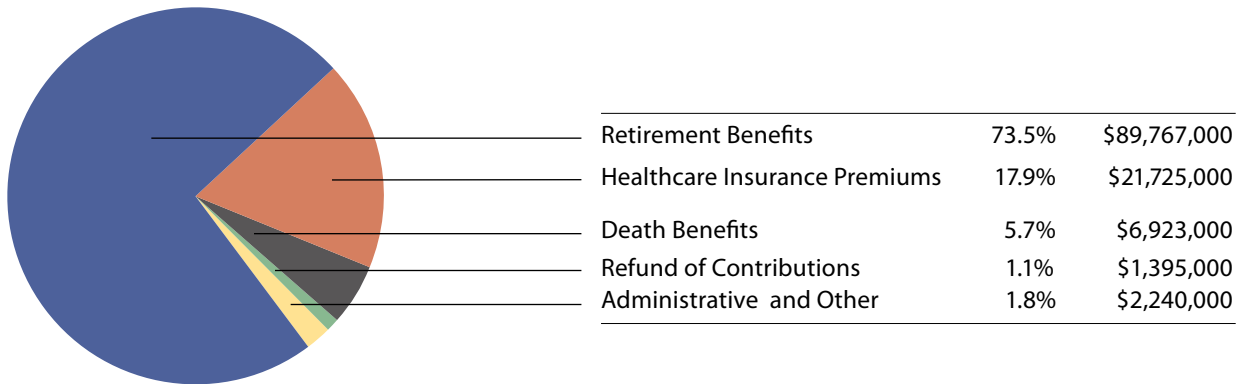 Retirement Benefits 73.5% $89,767,000
Healthcare Insurance Premiums 17.9% $21,725,000
Death Benefits 5.7% $6,923,000
Refund of Contributions 1.1% $1,395,000
Administrative and Other 1.8% $2,240,000